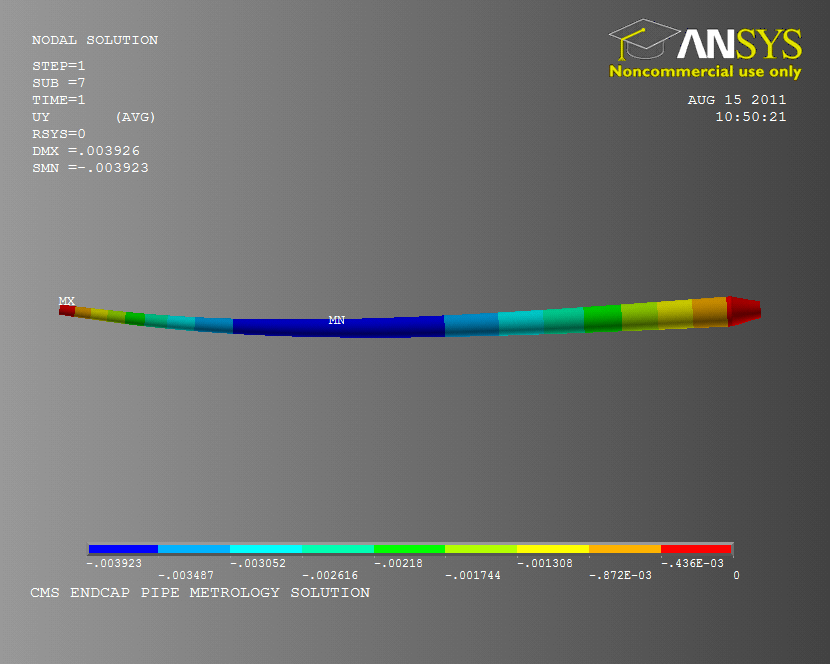 NODAL SOLUTION
STEP=1
SUB =7
TIME=1
UY (AVG)
RSYS=0
DMX =.003926
SMN =-.003923
ANSYS
Noncommercial use only
AUG 15 2011
10:50:21
MX
MN
-.003923 -.003052 -.00218 -.001308 -.436E-03
-.003487 -.002616 -.001744 -.872E-03 0
CMS ENDCAP PIPE METROLOGY SOLUTION